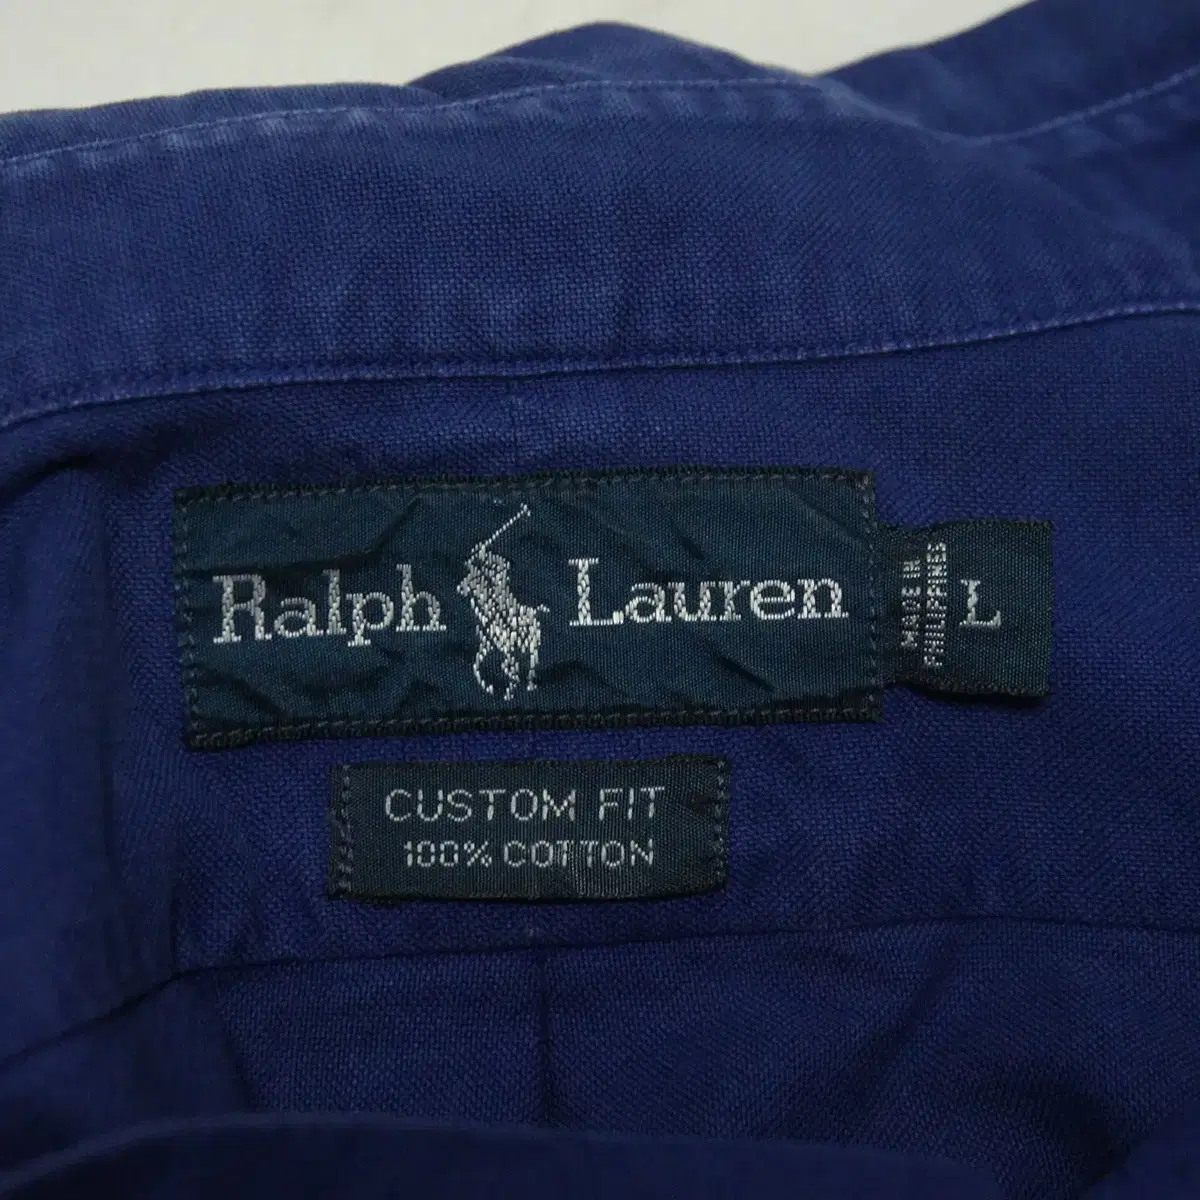 Ralph Lauren
MADE IN
PHILIPPINES
L
CUSTOM FIT
100% COTTON